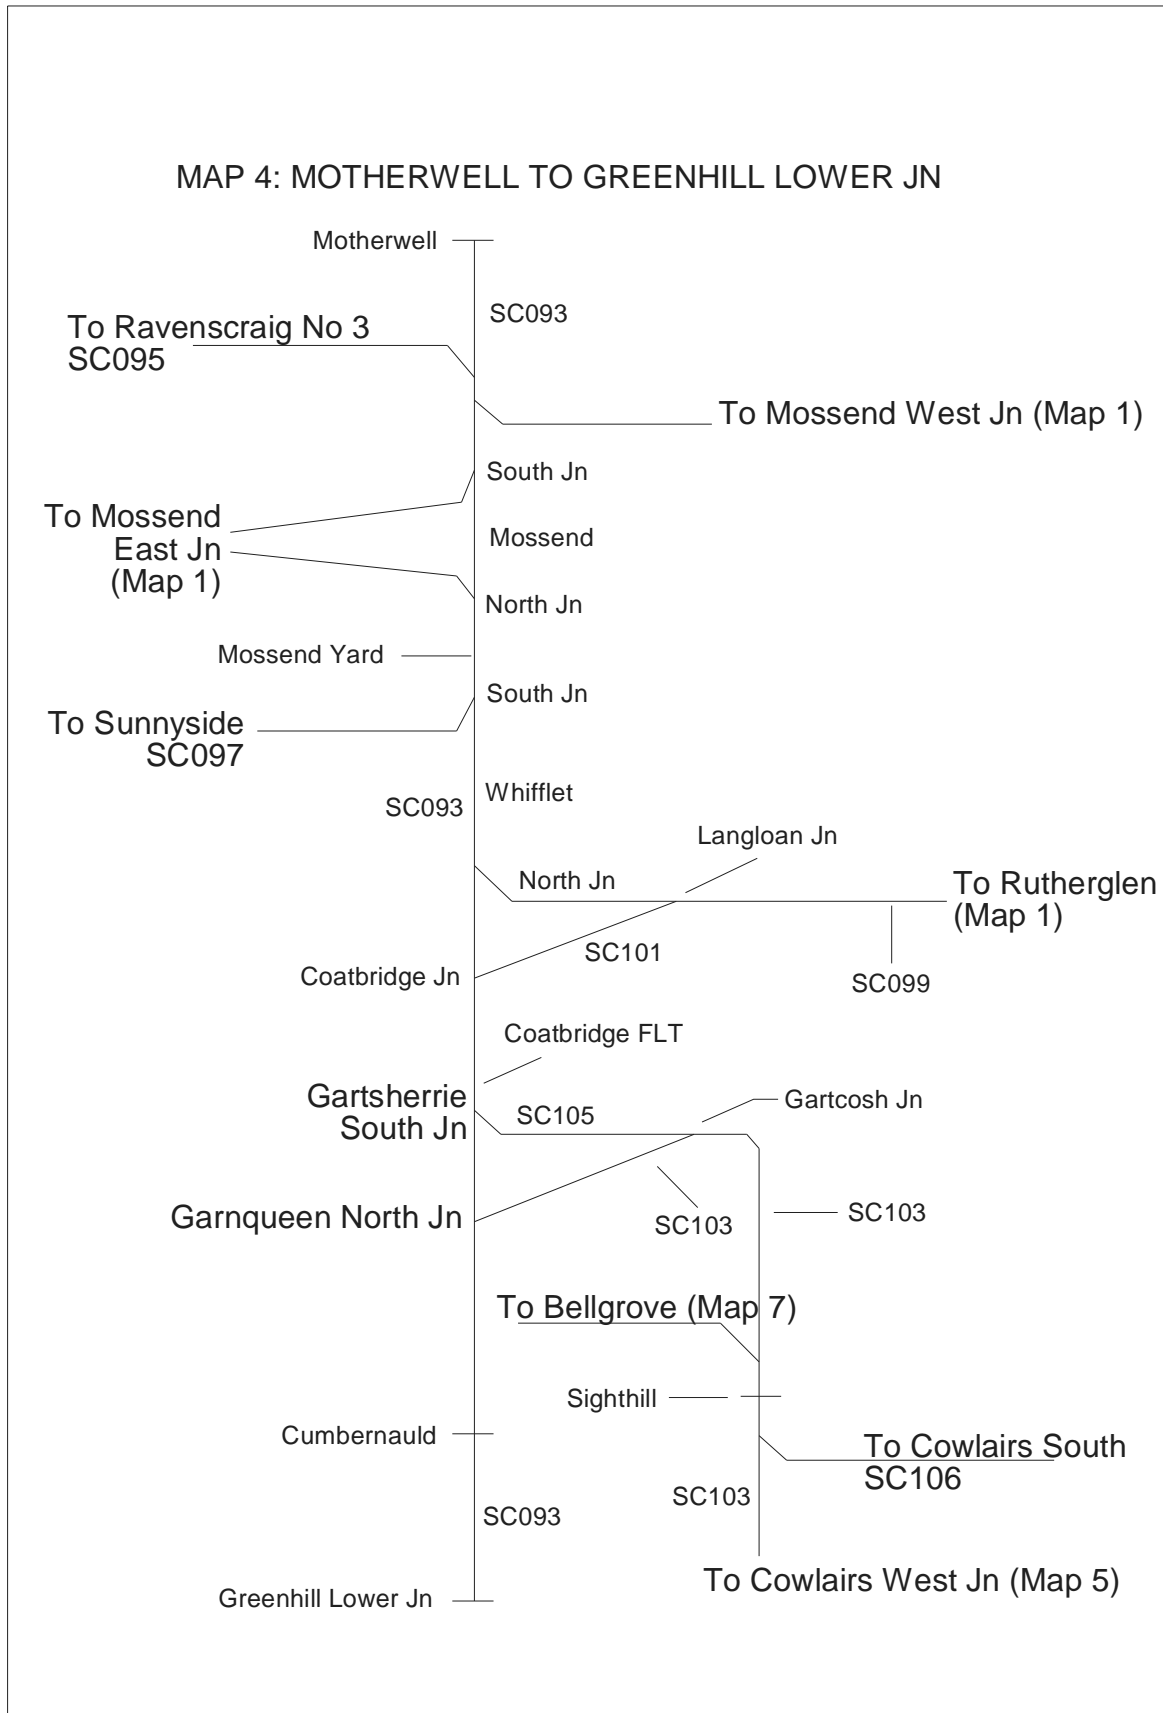 MAP 4: MOTHERWELL TO GREENHILL LOWER JN
Motherwell
SC093
To Ravenscraig No 3
SC095
To Mossend West Jn (Map 1)
South Jn
To Mossend
East Jn
(Map 1)
Mossend
North Jn
Mossend Yard
South Jn
To Sunnyside
SC097
Whifflet
SC093
Langloan Jn
North Jn
To Rutherglen
(Map 1)
SC101
SC099
Coatbridge Jn
Coatbridge FLT
Gartsherrie
South Jn
SC105
Gartcosh Jn
Garnqueen North Jn
SC103
SC103
To Bellgrove (Map 7)
Sighthill
Cumbernauld
To Cowlairs South
SC106
SC103
SC093
To Cowlairs West Jn (Map 5)
Greenhill Lower Jn